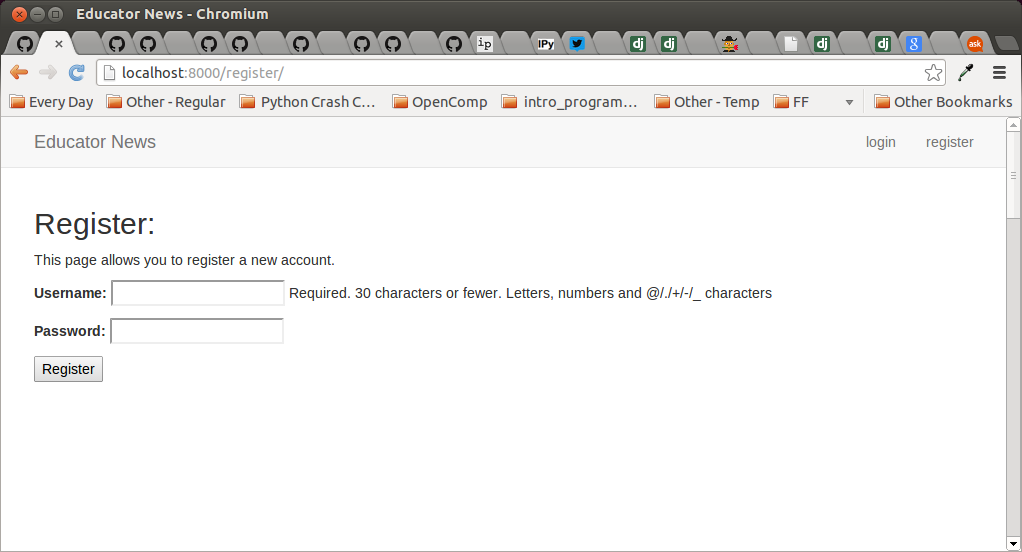 Educator News - Chromium
ip IPy dj dj dj dj g ask
localhost:8000/register/
Every Day Other - Regular Python Crash C... OpenComp intro_program... Other - Temp FF Other Bookmarks
Educator News login register
Register:
This page allows you to register a new account.
Username: Required. 30 characters or fewer. Letters, numbers and @/./+/-/_ characters
Password:
Register